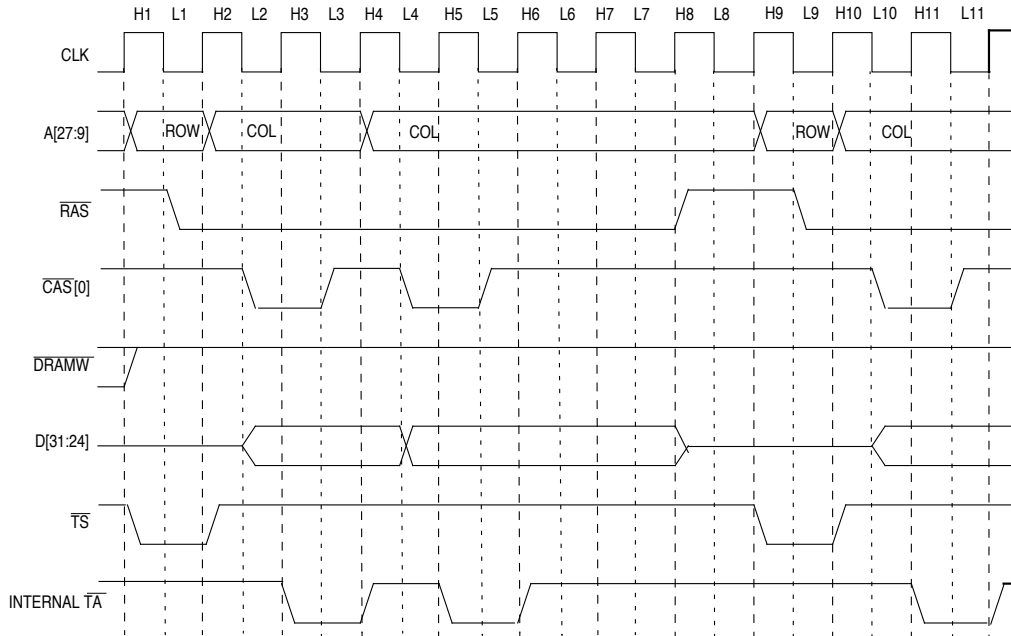 H1 L1 H2 L2 H3 L3 H4 L4 H5 L5 H6 L6 H7 L7 H8 L8 H9 L9 H10 L10 H11 L11
CLK
A[27:9] ROW COL COL ROW COL
RAS
CAS[0]
DRAMW
D[31:24]
TS
INTERNAL TA